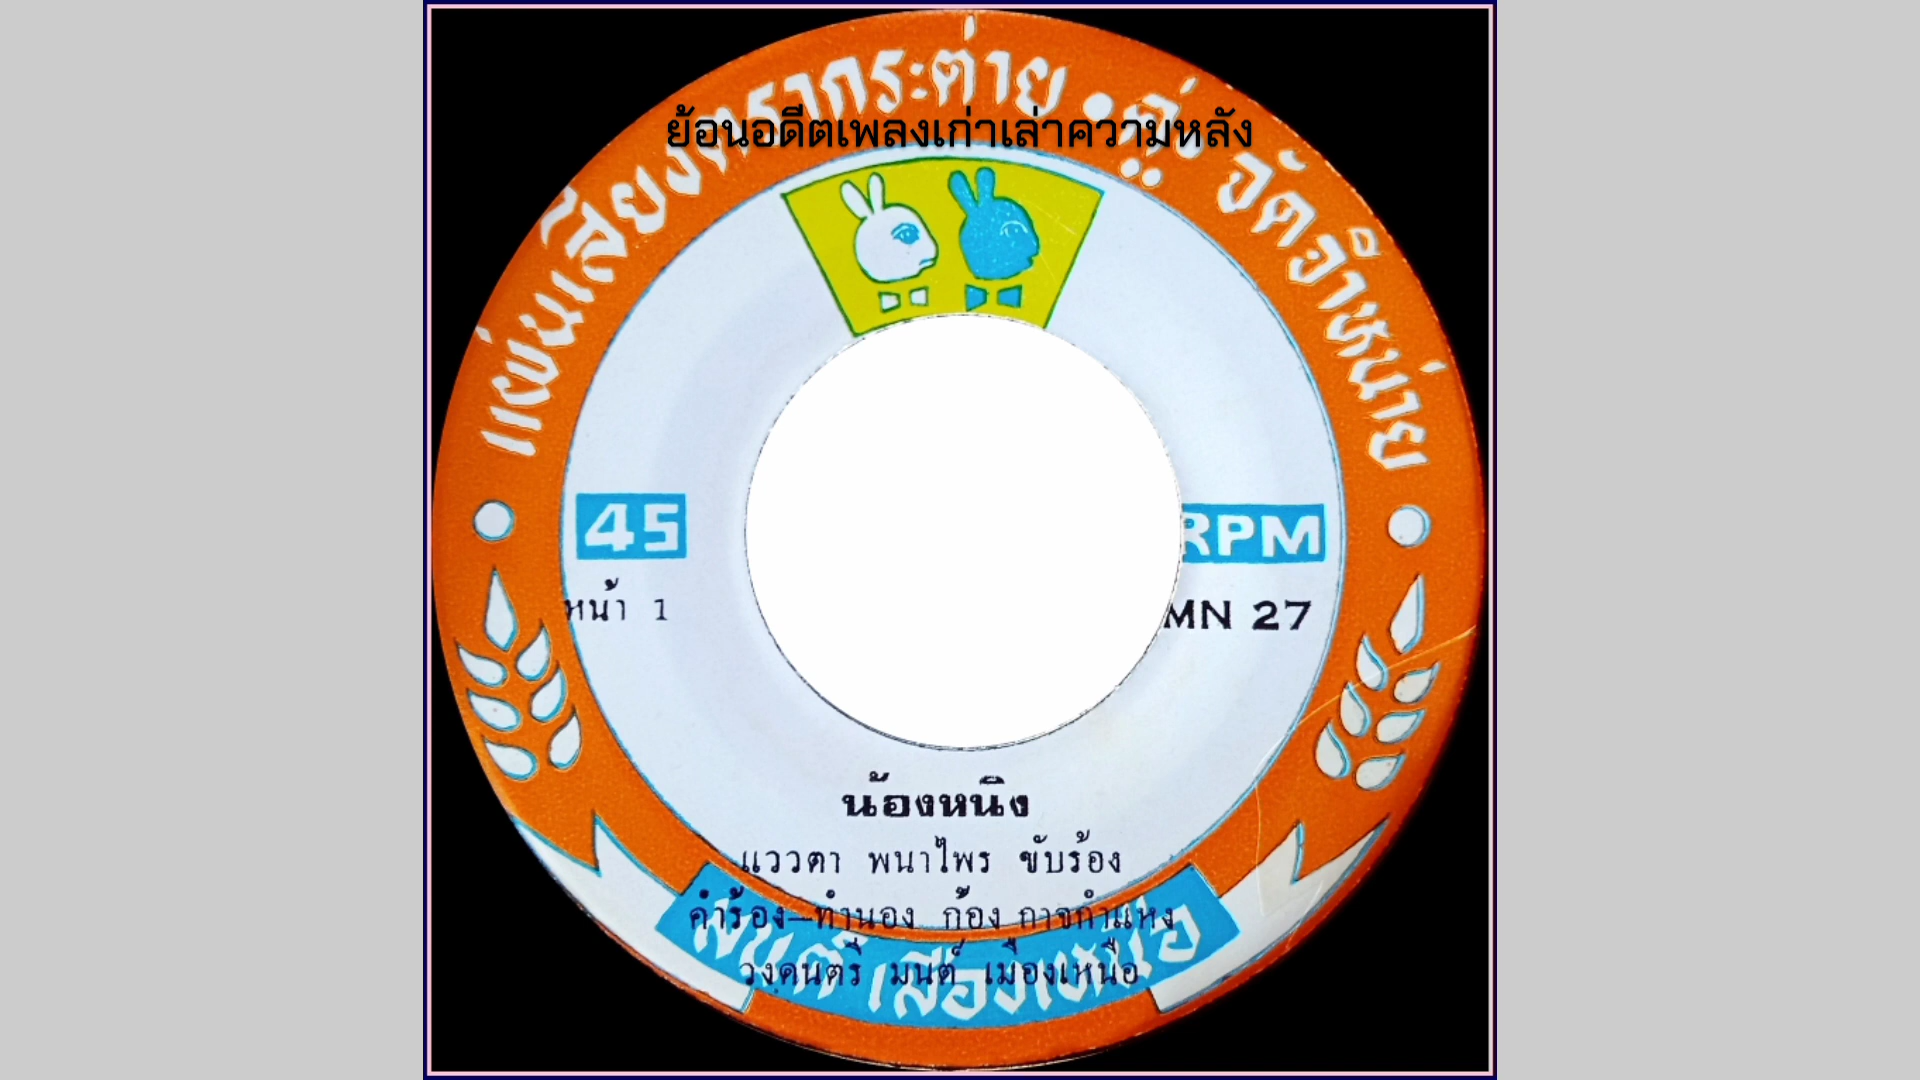 แผ่นเสียงตรากระต่าย • คู่ • จัดจำหน่าย
ย้อนอดีตเพลงเก่าเล่าความหลัง
45 RPM
หน้า 1 MN 27
น้องหนิง
แววตา พนาไพร ขับร้อง
คำร้อง–ทำนอง ก้อง กาจกำแหง
วงดนตรี มนต์ เมืองเหนือ
มนต์ เมืองเหนือ